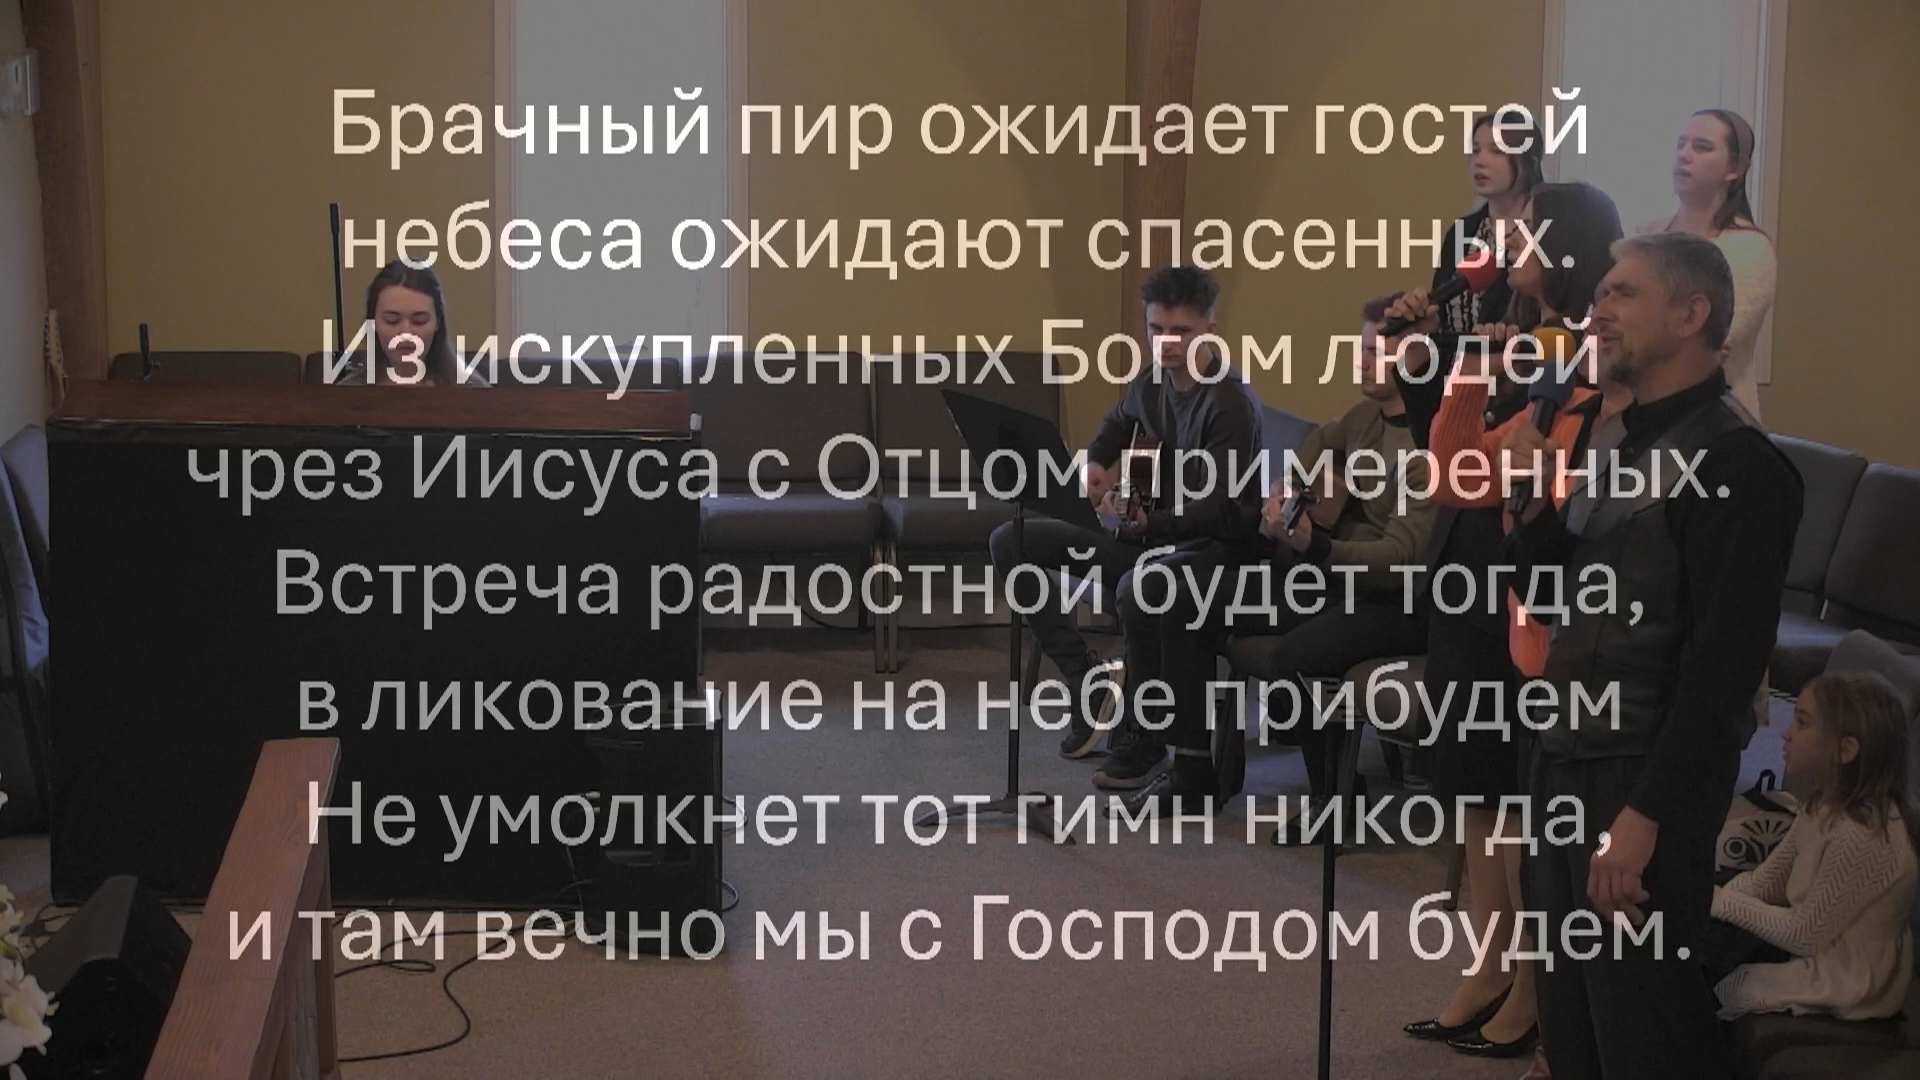 Брачный пир ожидает гостей
небеса ожидают спасенных.
Из искупленных Богом людей
чрез Иисуса с Отцом примеренных.
Встреча радостной будет тогда,
в ликование на небе прибудем
Не умолкнет тот гимн никогда,
и там вечно мы с Господом будем.